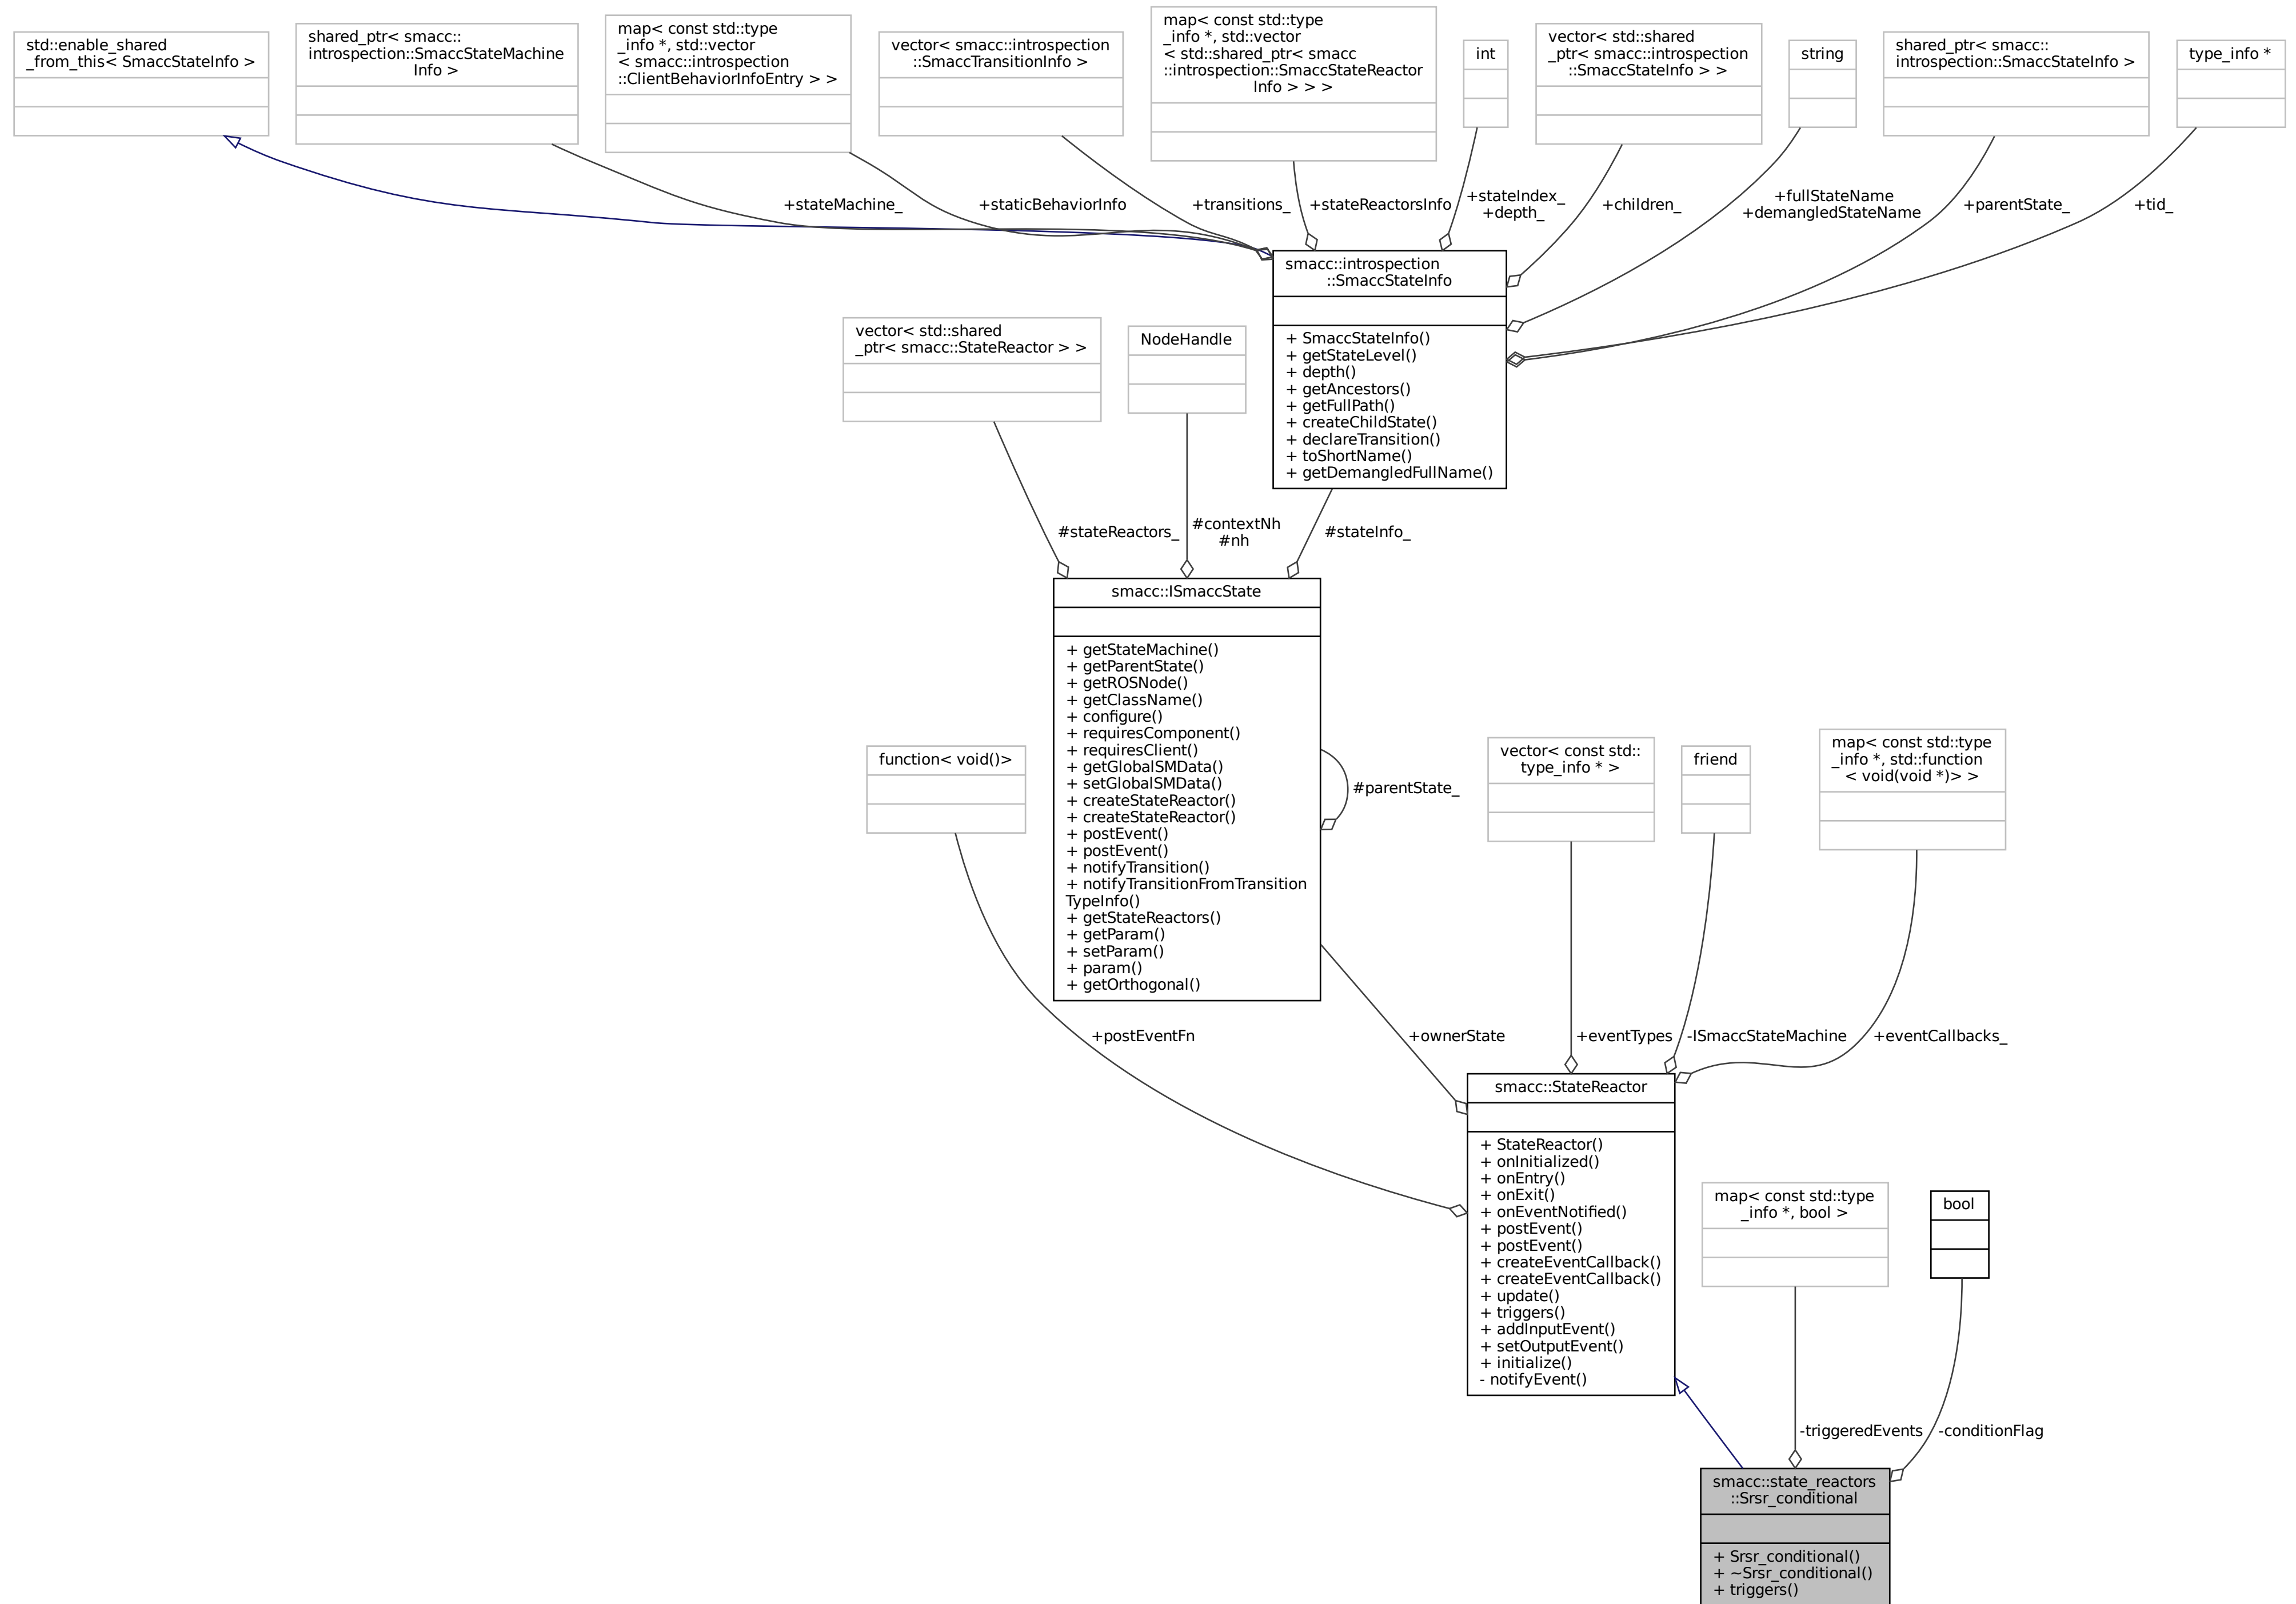 std::enable_shared
_from_this< SmaccStateInfo >
shared_ptr< smacc::
introspection::SmaccStateMachine
Info >
map< const std::type
_info *, std::vector
< smacc::introspection
::ClientBehaviorInfoEntry > >
vector< smacc::introspection
::SmaccTransitionInfo >
map< const std::type
_info *, std::vector
< std::shared_ptr< smacc
::introspection::SmaccStateReactor
Info > > >
int
vector< std::shared
_ptr< smacc::introspection
::SmaccStateInfo > >
string
shared_ptr< smacc::
introspection::SmaccStateInfo >
type_info *
+stateMachine_
+staticBehaviorInfo
+transitions_
+stateReactorsInfo
+stateIndex_
+depth_
+children_
+fullStateName
+demangledStateName
+parentState_
+tid_
smacc::introspection
::SmaccStateInfo
+ SmaccStateInfo()
+ getStateLevel()
+ depth()
+ getAncestors()
+ getFullPath()
+ createChildState()
+ declareTransition()
+ toShortName()
+ getDemangledFullName()
vector< std::shared
_ptr< smacc::StateReactor > >
NodeHandle
#stateReactors_
#contextNh
#nh
#stateInfo_
smacc::ISmaccState
+ getStateMachine()
+ getParentState()
+ getROSNode()
+ getClassName()
+ configure()
+ requiresComponent()
+ requiresClient()
+ getGlobalSMData()
+ setGlobalSMData()
+ createStateReactor()
+ createStateReactor()
+ postEvent()
+ postEvent()
+ notifyTransition()
+ notifyTransitionFromTransition
TypeInfo()
+ getStateReactors()
+ getParam()
+ setParam()
+ param()
+ getOrthogonal()
#parentState_
function< void()>
vector< const std::
type_info * >
friend
map< const std::type
_info *, std::function
< void(void *)> >
+postEventFn
+ownerState
+eventTypes
-ISmaccStateMachine
+eventCallbacks_
smacc::StateReactor
+ StateReactor()
+ onInitialized()
+ onEntry()
+ onExit()
+ onEventNotified()
+ postEvent()
+ postEvent()
+ createEventCallback()
+ createEventCallback()
+ update()
+ triggers()
+ addInputEvent()
+ setOutputEvent()
+ initialize()
- notifyEvent()
map< const std::type
_info *, bool >
bool
-triggeredEvents
-conditionFlag
smacc::state_reactors
::Srsr_conditional
+ Srsr_conditional()
+ ~Srsr_conditional()
+ triggers()